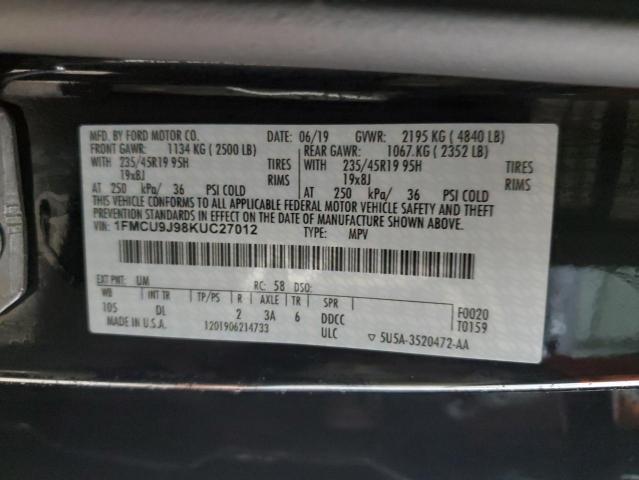 MFD. BY FORD MOTOR CO. DATE: 06/19 GVWR: 2195 KG ( 4840 LB)
FRONT GAWR: 1134 KG ( 2500 LB) REAR GAWR: 1067.KG ( 2352 LB)
WITH 235/45R19 95H TIRES WITH 235/45R19 95H TIRES
19x8J RIMS 19x8J RIMS
AT 250 kPa/ 36 PSI COLD AT 250 kPa/ 36 PSI COLD
THIS VEHICLE CONFORMS TO ALL APPLICABLE FEDERAL MOTOR VEHICLE SAFETY AND THEFT
PREVENTION STANDARDS IN EFFECT ON THE DATE OF MANUFACTURE SHOWN ABOVE.
VIN: 1FMCU9J98KUC27012 TYPE: MPV
EXT PNT: UM RC: 58 DSO:
WB INT TR TP/PS R AXLE TR SPR F0020
105 DL 2 3A 6 DDCC T0159
MADE IN U.S.A. 1201906214733 ULC ▽ 5U5A-3520472-AA